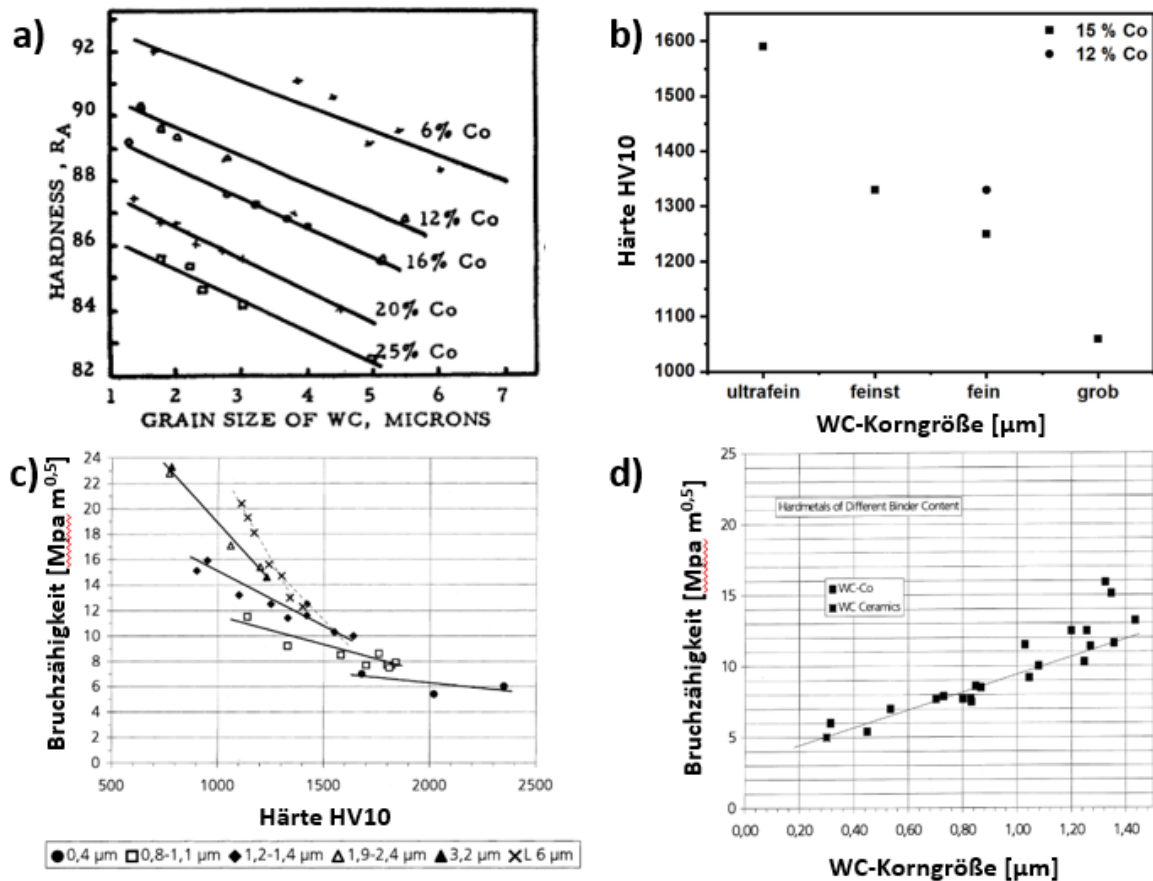 a)
HARDNESS, RA
92
90
88
86
84
82
6% Co
12% Co
16% Co
20% Co
25% Co
1 2 3 4 5 6 7
GRAIN SIZE OF WC, MICRONS
b)
Härte HV10
1600
1500
1400
1300
1200
1100
1000
15 % Co
12 % Co
ultrafein feinst fein grob
WC-Korngröße [µm]
c)
Bruchzähigkeit [Mpa m0,5]
24
22
20
18
16
14
12
10
8
6
4
2
0
500 1000 1500 2000 2500
Härte HV10
0,4 µm 0,8-1,1 µm 1,2-1,4 µm 1,9-2,4 µm 3,2 µm L 6 µm
d)
Bruchzähigkeit [Mpa m0,5]
25
20
15
10
5
0
Hardmetals of Different Binder Content
WC-Co
WC Ceramics
0,00 0,20 0,40 0,60 0,80 1,00 1,20 1,40
WC-Korngröße [µm]